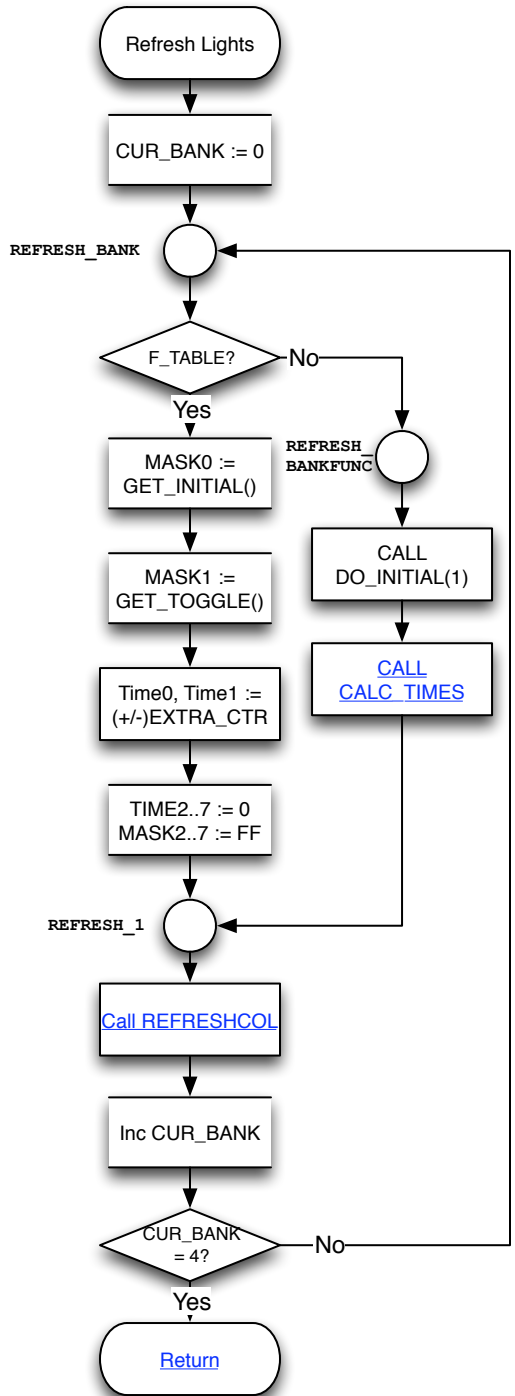 Refresh Lights
CUR_BANK := 0
REFRESH_BANK
F_TABLE?
No
Yes
REFRESH_
BANKFUNC
MASK0 :=
GET_INITIAL()
CALL
DO_INITIAL(1)
MASK1 :=
GET_TOGGLE()
CALL
CALC_TIMES
Time0, Time1 :=
(+/-)EXTRA_CTR
TIME2..7 := 0
MASK2..7 := FF
REFRESH_1
Call REFRESHCOL
Inc CUR_BANK
CUR_BANK
= 4?
No
Yes
Return